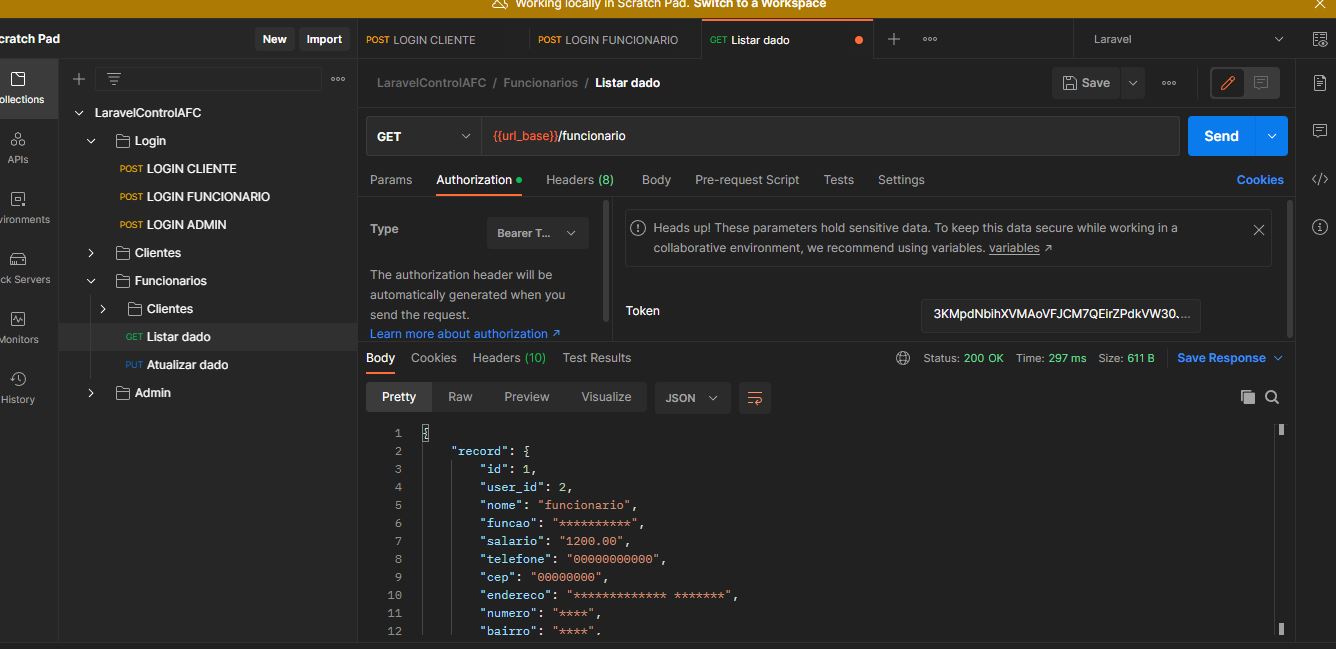 Working locally in Scratch Pad. Switch to a Workspace
cratch Pad
New
Import
POST LOGIN CLIENTE
POST LOGIN FUNCIONARIO
GET Listar dado
Laravel
ollections
APIs
vironments
ck Servers
Monitors
History
LaravelControlAFC
Login
POST LOGIN CLIENTE
POST LOGIN FUNCIONARIO
POST LOGIN ADMIN
Clientes
Funcionarios
Clientes
GET Listar dado
PUT Atualizar dado
Admin
LaravelControlAFC / Funcionarios / Listar dado
Save
GET
{{url_base}}/funcionario
Send
Params
Authorization
Headers (8)
Body
Pre-request Script
Tests
Settings
Cookies
Type
Bearer T...
The authorization header will be
automatically generated when you
send the request.
Learn more about authorization ↗
Heads up! These parameters hold sensitive data. To keep this data secure while working in a
collaborative environment, we recommend using variables. variables ↗
Token
3KMpdNbihXVMAoVFJCM7QEirZPdkVW30...
Body
Cookies
Headers (10)
Test Results
Status: 200 OK
Time: 297 ms
Size: 611 B
Save Response
Pretty
Raw
Preview
Visualize
JSON
1 {
2 "record": {
3 "id": 1,
4 "user_id": 2,
5 "nome": "funcionario",
6 "funcao": "**********",
7 "salario": "1200.00",
8 "telefone": "00000000000",
9 "cep": "00000000",
10 "endereco": "************* *******",
11 "numero": "****",
12 "bairro": "****",